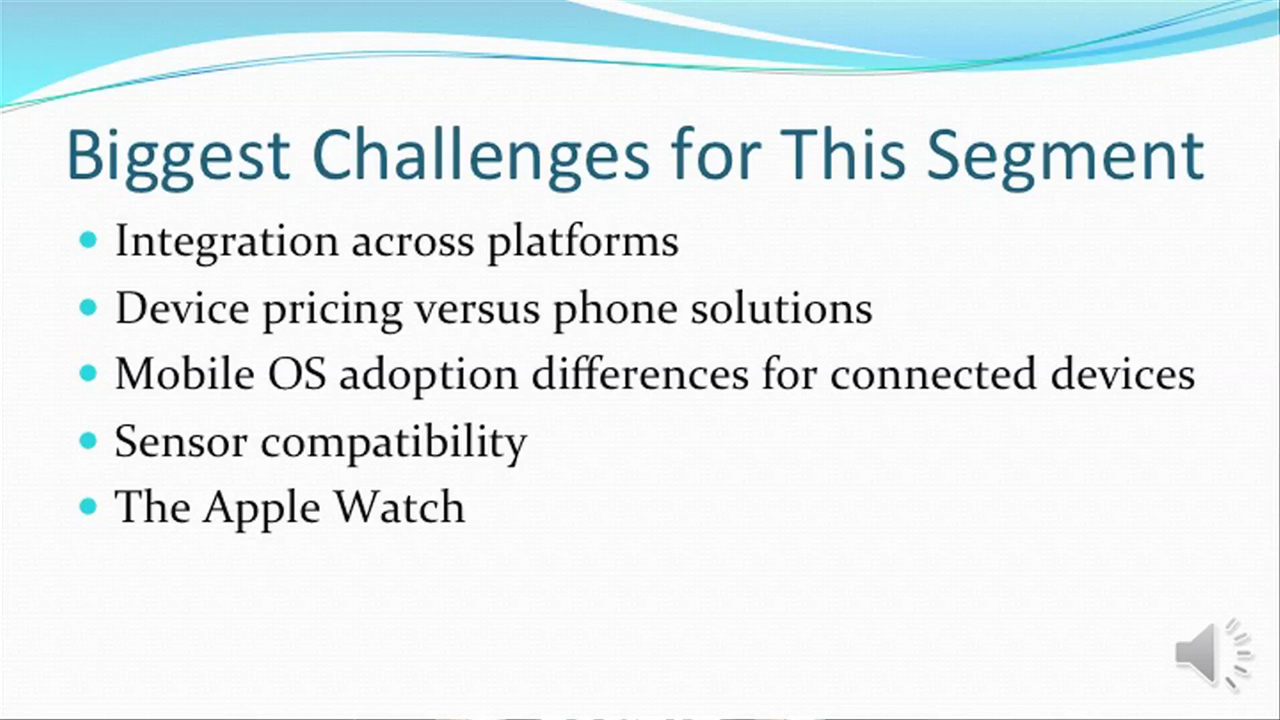 Biggest Challenges for This Segment
Integration across platforms
Device pricing versus phone solutions
Mobile OS adoption differences for connected devices
Sensor compatibility
The Apple Watch